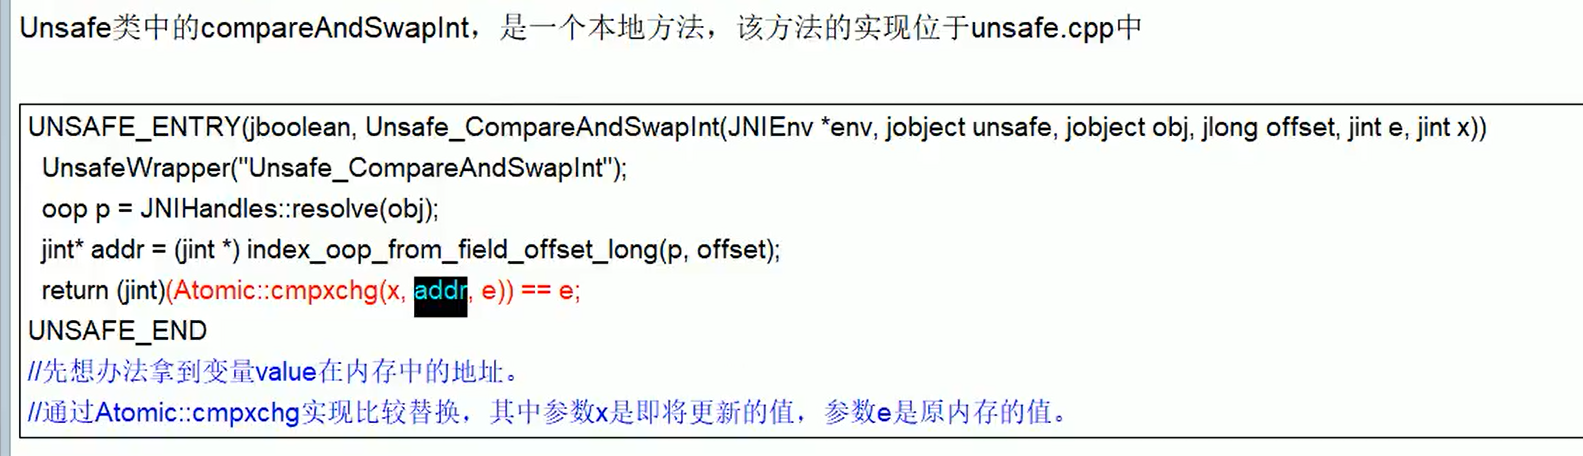 Unsafe类中的compareAndSwapInt，是一个本地方法，该方法的实现位于unsafe.cpp中
UNSAFE_ENTRY(jboolean, Unsafe_CompareAndSwapInt(JNIEnv *env, jobject unsafe, jobject obj, jlong offset, jint e, jint x))
UnsafeWrapper("Unsafe_CompareAndSwapInt");
oop p = JNIHandles::resolve(obj);
jint* addr = (jint *) index_oop_from_field_offset_long(p, offset);
return (jint)(Atomic::cmpxchg(x, addr, e)) == e;
UNSAFE_END
//先想办法拿到变量value在内存中的地址。
//通过Atomic::cmpxchg实现比较替换，其中参数x是即将更新的值，参数e是原内存的值。